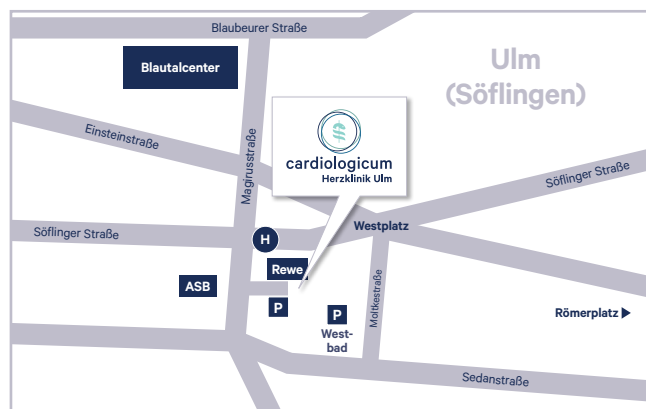 Blaubeurer Straße
Ulm
(Söflingen)
Blautalcenter
Einsteinstraße
Magirusstraße
cardiologicum
Herzklinik Ulm
Söflinger Straße
Söflinger Straße
Westplatz
H
Rewe
ASB
P
P
West-
bad
Moltkestraße
Römerplatz
Sedanstraße